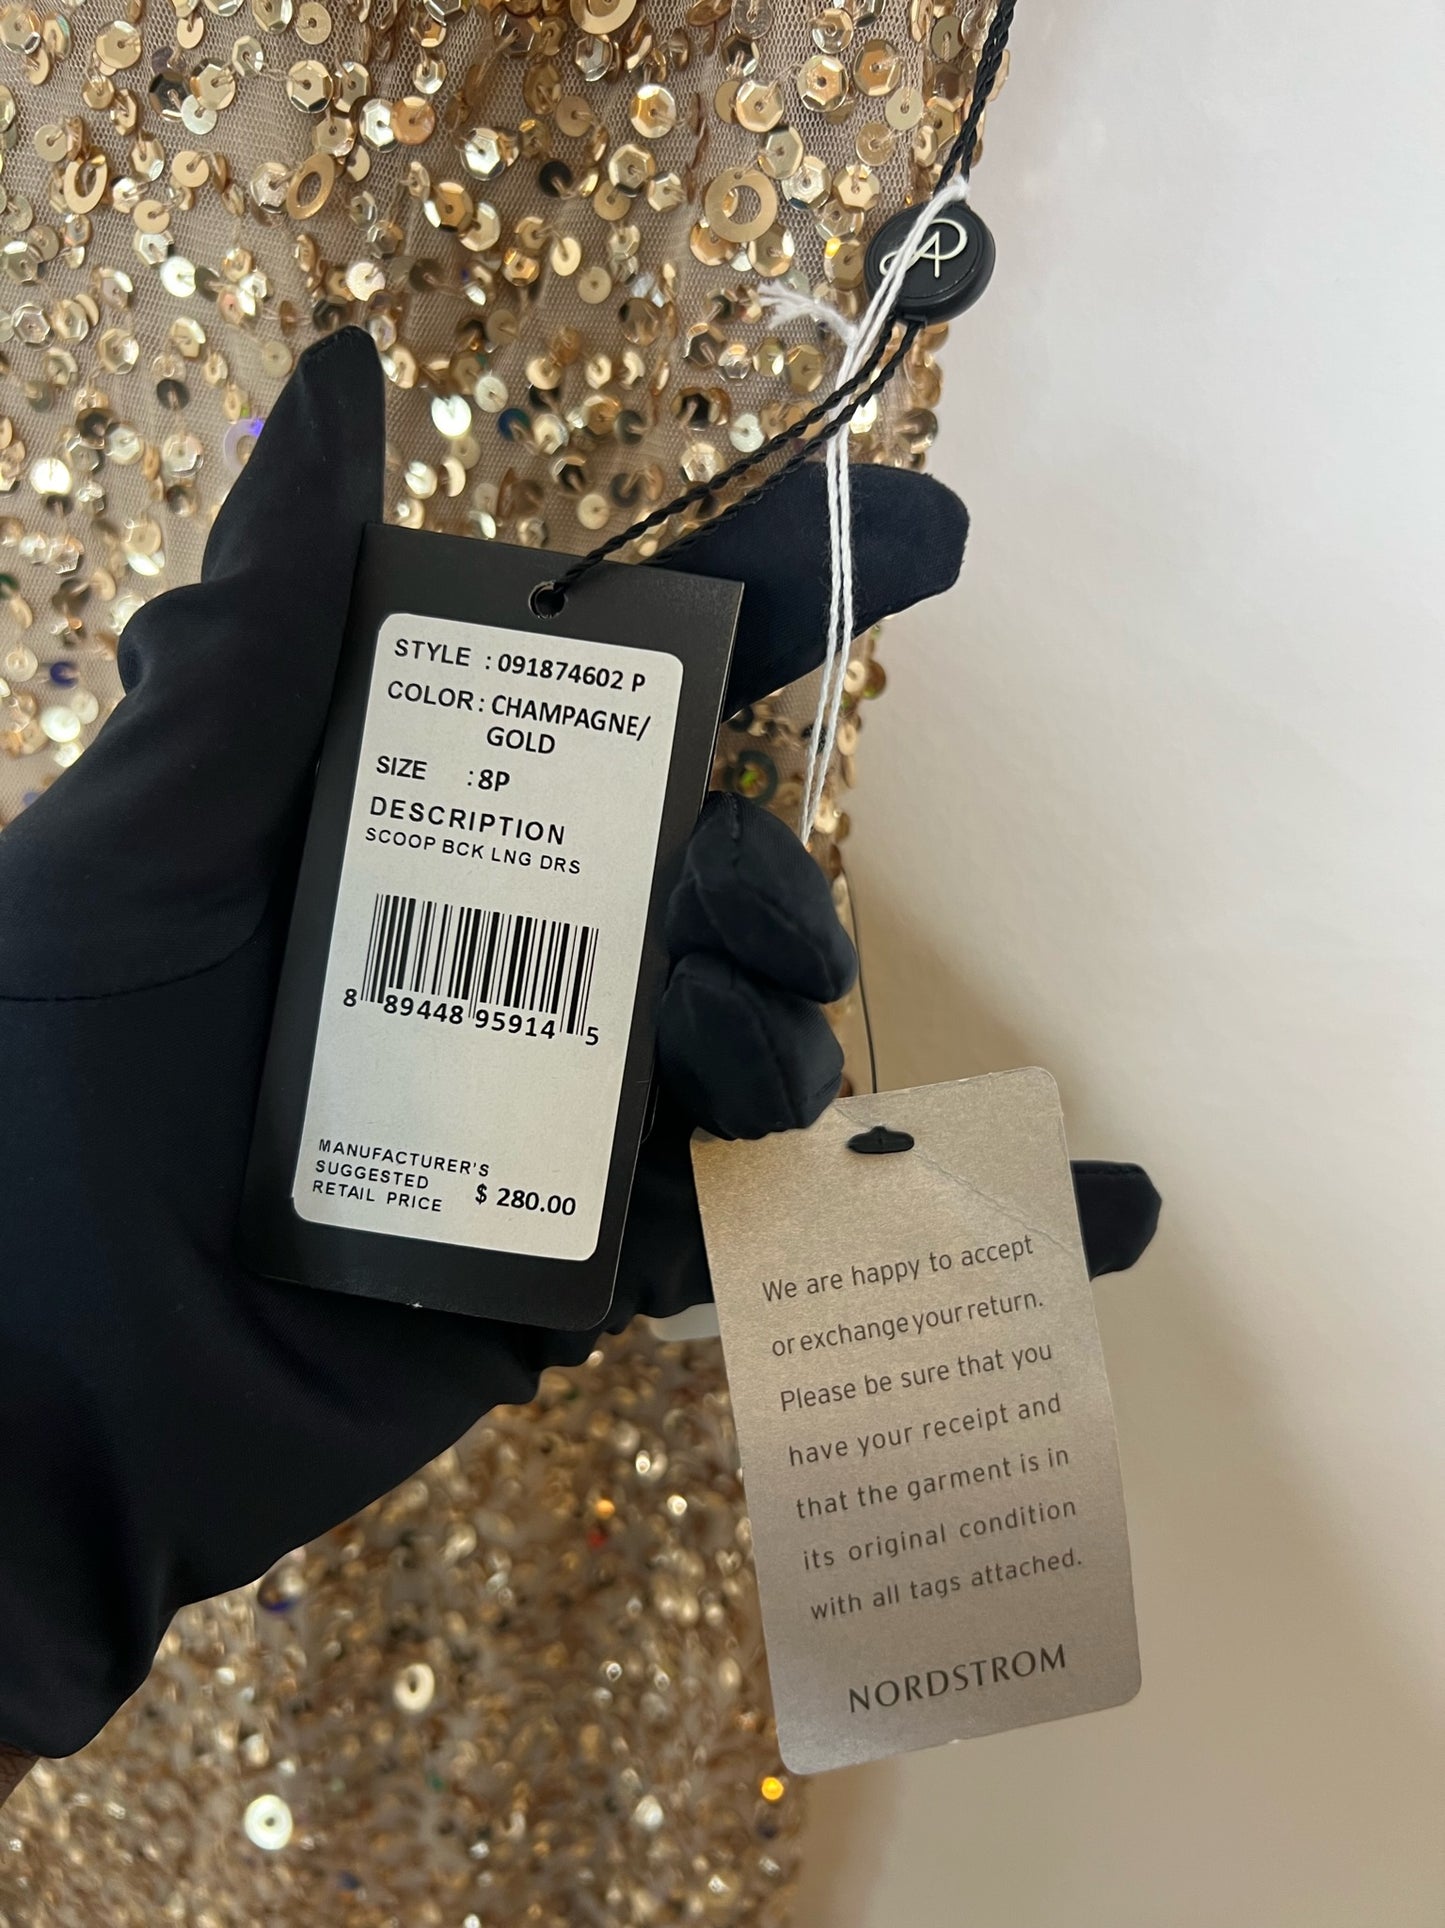 AP
STYLE : 091874602 P
COLOR : CHAMPAGNE/
GOLD
SIZE : 8P
DESCRIPTION
SCOOP BCK LNG DRS
8 89448 95914 5
MANUFACTURER'S
SUGGESTED
RETAIL PRICE $ 280.00
We are happy to accept
or exchange your return.
Please be sure that you
have your receipt and
that the garment is in
its original condition
with all tags attached.
NORDSTROM